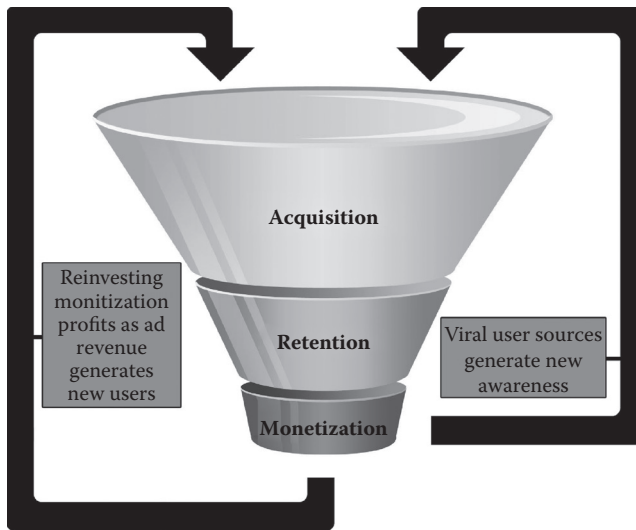 Acquisition
Retention
Monetization
Reinvesting
monitization
profits as ad
revenue
generates
new users
Viral user sources
generate new
awareness